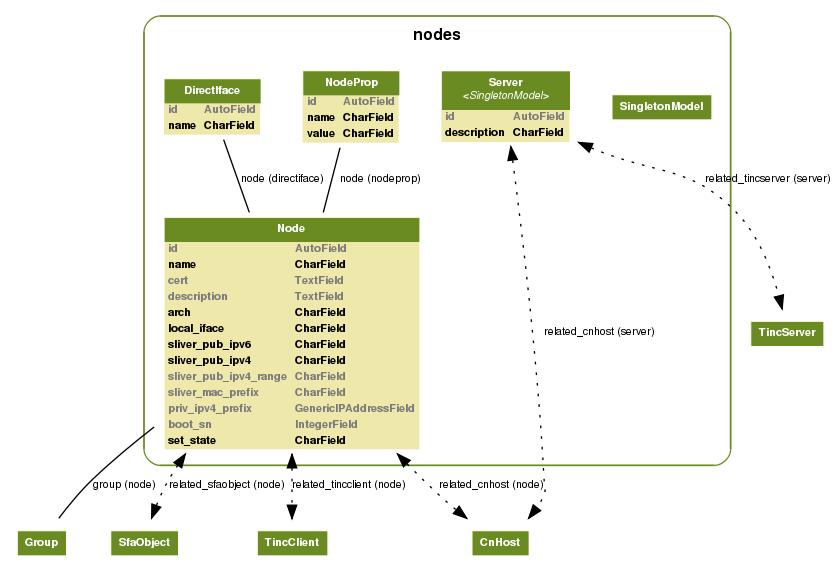 nodes
DirectIface
id AutoField
name CharField
NodeProp
id AutoField
name CharField
value CharField
Server
<SingletonModel>
id AutoField
description CharField
SingletonModel
node (directiface)
node (nodeprop)
related_tincserver (server)
Node
id AutoField
name CharField
cert TextField
description TextField
arch CharField
local_iface CharField
sliver_pub_ipv6 CharField
sliver_pub_ipv4 CharField
sliver_pub_ipv4_range CharField
sliver_mac_prefix CharField
priv_ipv4_prefix GenericIPAddressField
boot_sn IntegerField
set_state CharField
related_cnhost (server)
TincServer
group (node)
related_sfaobject (node)
related_tincclient (node)
related_cnhost (node)
Group
SfaObject
TincClient
CnHost